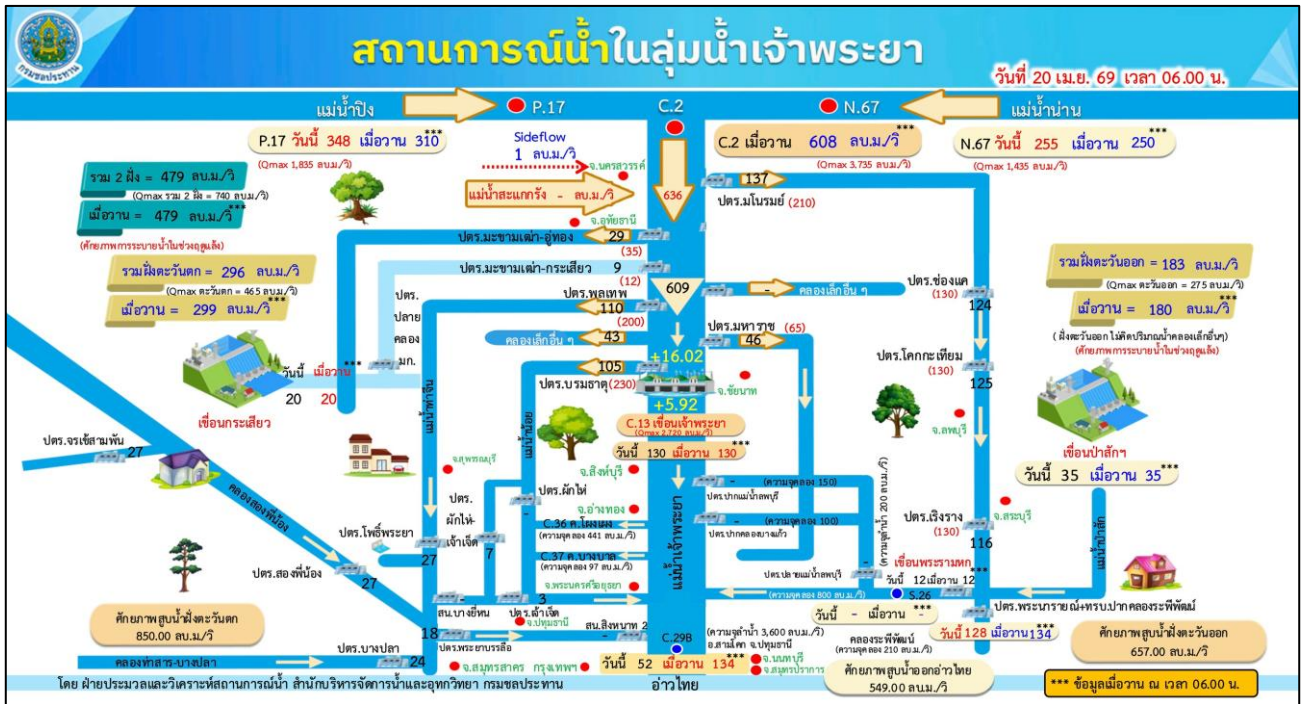 กรมชลประทาน
สถานการณ์น้ำในลุ่มน้ำเจ้าพระยา
วันที่ 20 เม.ย. 69 เวลา 06.00 น.
แม่น้ำปิง
P.17
C.2
N.67
แม่น้ำน่าน
P.17 วันนี้ 348 เมื่อวาน 310***
(Qmax 1,835 ลบ.ม./วิ)
Sideflow
1 ลบ.ม./วิ
จ.นครสวรรค์
C.2 เมื่อวาน 608 ลบ.ม./วิ***
(Qmax 3,735 ลบ.ม./วิ)
N.67 วันนี้ 255 เมื่อวาน 250***
(Qmax 1,435 ลบ.ม./วิ)
รวม 2 ฝั่ง = 479 ลบ.ม./วิ
(Qmax รวม 2 ฝั่ง = 740 ลบ.ม./วิ)
เมื่อวาน = 479 ลบ.ม./วิ***
(ศักยภาพการระบายน้ำในช่วงฤดูแล้ง)
แม่น้ำสะแกกรัง - ลบ.ม./วิ
636
137
ปตร.มโนรมย์ (210)
จ.อุทัยธานี
ปตร.มะขามเฒ่า-อู่ทอง 29
(35)
ปตร.มะขามเฒ่า-กระเสียว 9
(12)
รวมฝั่งตะวันตก = 296 ลบ.ม./วิ
(Qmax ตะวันตก = 465 ลบ.ม./วิ)
เมื่อวาน = 299 ลบ.ม./วิ***
รวมฝั่งตะวันออก = 183 ลบ.ม./วิ
(Qmax ตะวันออก = 275 ลบ.ม./วิ)
เมื่อวาน = 180 ลบ.ม./วิ***
( ฝั่งตะวันออก ไม่คิดปริมาณน้ำคลองเล็กอื่นๆ)
(ศักยภาพการระบายน้ำในช่วงฤดูแล้ง)
ปตร.
ปลาย
คลอง
มก.
ปตร.พลเทพ
110
(200)
609
-
คลองเล็กอื่น ๆ
ปตร.ช่องแค
(130)
124
คลองเล็กอื่น ๆ 43
ปตร.มหาราช (65)
46
105
ปตร.บรมธาตุ (230)
+16.02
+5.92
จ.ชัยนาท
ปตร.โคกกะเทียม
(130)
125
วันนี้ เมื่อวาน***
20 20
เขื่อนกระเสียว
แม่น้ำท่าจีน
แม่น้ำน้อย
C.13 เขื่อนเจ้าพระยา
(Qmax 2,720 ลบ.ม./วิ)
วันนี้ 130 เมื่อวาน 130***
จ.ลพบุรี
เขื่อนป่าสักฯ
วันนี้ 35 เมื่อวาน 35***
ปตร.จรเข้สามพัน
27
คลองสองพี่น้อง
จ.สุพรรณบุรี
จ.สิงห์บุรี
ปตร.ผักไห่
-
จ.อ่างทอง
ปตร.
ผักไห่-
เจ้าเจ็ด
7
C.36 ค.โผงเผง
(ความจุคลอง 441 ลบ.ม./วิ)
C.37 ค.บางบาล
(ความจุคลอง 97 ลบ.ม./วิ)
แม่น้ำเจ้าพระยา
-
(ความจุคลอง 150)
ปตร.ปากแม่น้ำลพบุรี
-
(ความจุคลอง 100)
ปตร.ปากคลองบางแก้ว
(ความจุลำน้ำ 200 ลบ.ม./วิ)
ปตร.เริงราง
(130)
116
จ.สระบุรี
แม่น้ำป่าสัก
ปตร.โพธิ์พระยา
27
ปตร.สองพี่น้อง
27
จ.พระนครศรีอยุธยา
ปตร.ปลายแม่น้ำลพบุรี
-
เขื่อนพระรามหก
วันนี้ 12 เมื่อวาน 12***
(ความจุคลอง 800 ลบ.ม./วิ)
S.26
-
สน.บางยี่หน
3
ปตร.เจ้าเจ็ด
วันนี้ - เมื่อวาน -***
ปตร.พระนารายณ์+ทรบ.ปากคลองระพีพัฒน์
วันนี้ 128 เมื่อวาน 134***
ศักยภาพสูบน้ำฝั่งตะวันตก
850.00 ลบ.ม./วิ
18
ปตร.พระยาบรรลือ
จ.ปทุมธานี
สน.สิงหนาท 2
-
C.29B
(ความจุลำน้ำ 3,600 ลบ.ม./วิ)
อ.สามโคก จ.ปทุมธานี
คลองระพีพัฒน์
(ความจุคลอง 210 ลบ.ม./วิ)
ศักยภาพสูบน้ำฝั่งตะวันออก
657.00 ลบ.ม./วิ
ปตร.บางปลา
คลองท่าสาร-บางปลา
24
จ.สมุทรสาคร กรุงเทพฯ
วันนี้ 52 เมื่อวาน 134***
จ.นนทบุรี
จ.สมุทรปราการ
ศักยภาพสูบน้ำออกอ่าวไทย
549.00 ลบ.ม./วิ
โดย ฝ่ายประมวลและวิเคราะห์สถานการณ์น้ำ สำนักบริหารจัดการน้ำและอุทกวิทยา กรมชลประทาน
อ่าวไทย
*** ข้อมูลเมื่อวาน ณ เวลา 06.00 น.